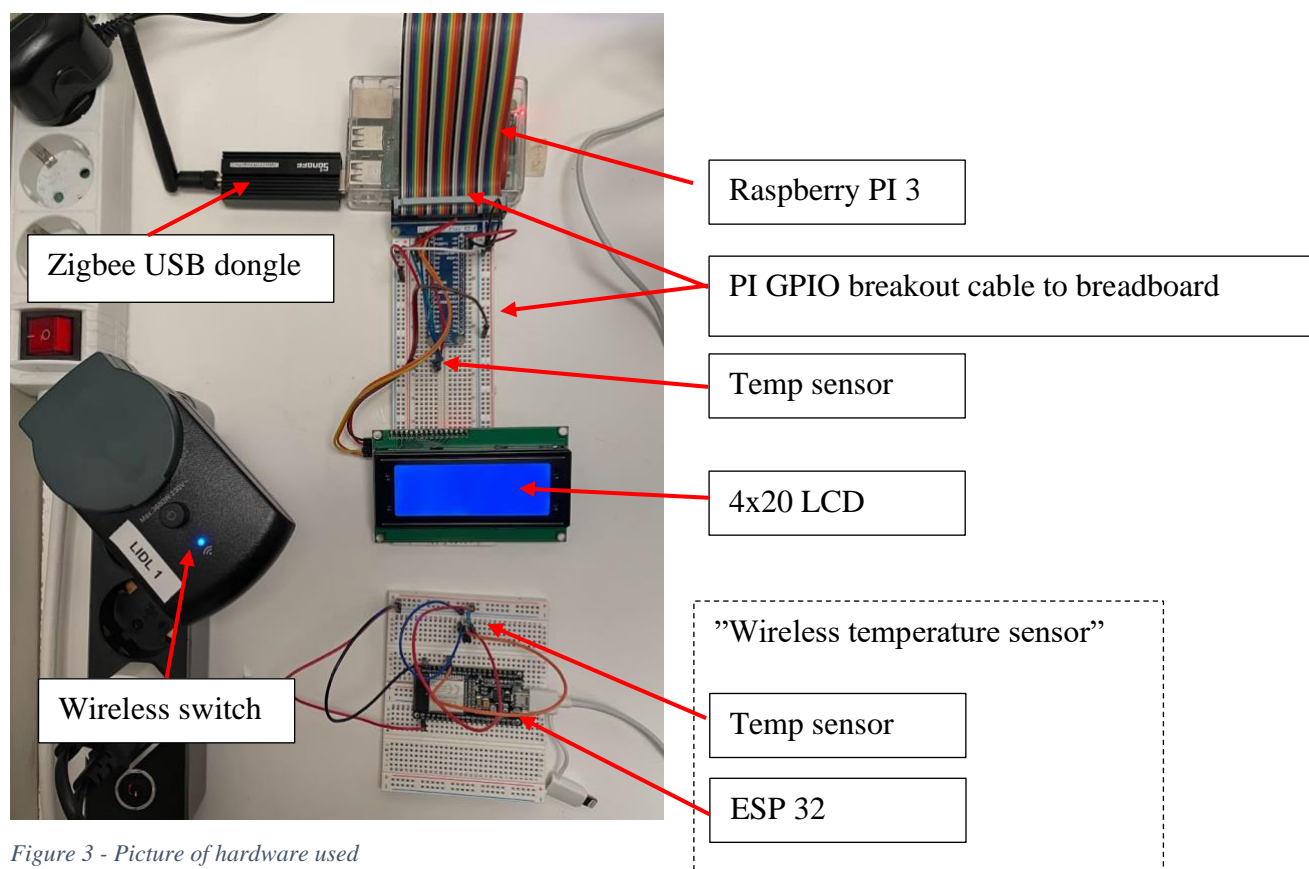 SONOFF
Raspberry PI 3
Zigbee USB dongle
PI GPIO breakout cable to breadboard
Temp sensor
4x20 LCD
LIDL 1
Wireless switch
”Wireless temperature sensor”
Temp sensor
ESP 32
Figure 3 - Picture of hardware used